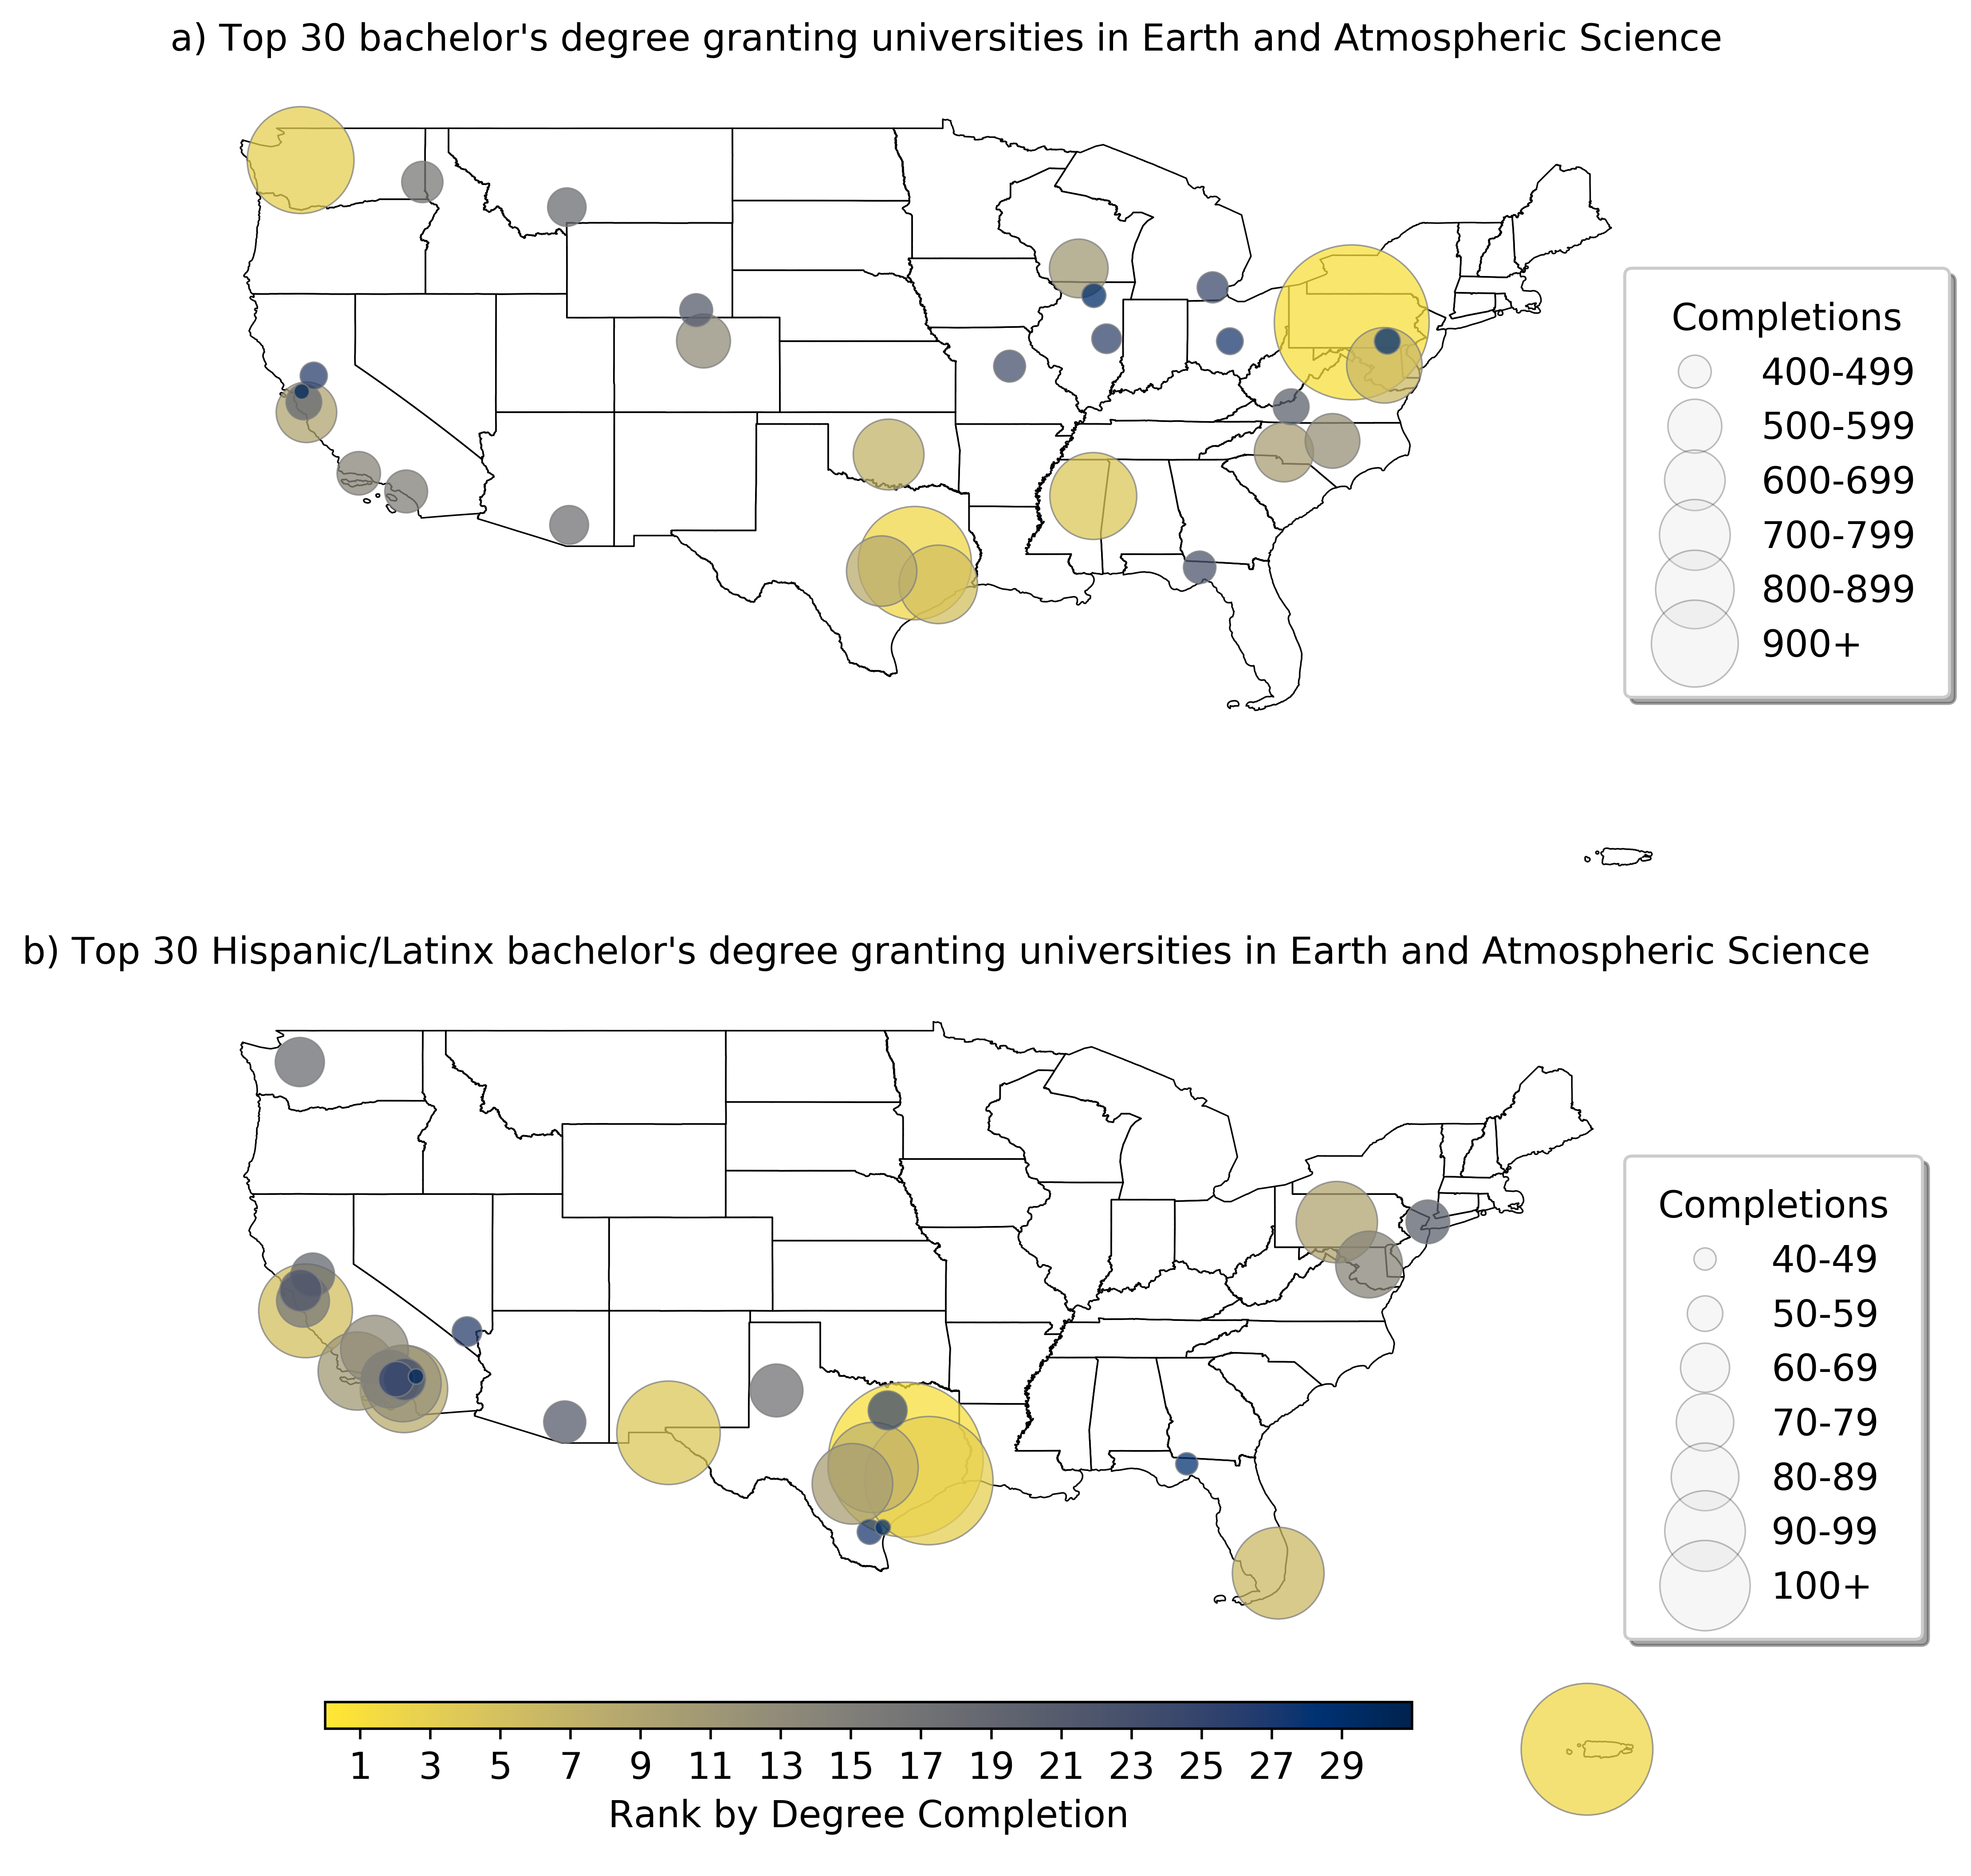 a) Top 30 bachelor's degree granting universities in Earth and Atmospheric Science
Completions
400-499
500-599
600-699
700-799
800-899
900+
b) Top 30 Hispanic/Latinx bachelor's degree granting universities in Earth and Atmospheric Science
Completions
40-49
50-59
60-69
70-79
80-89
90-99
100+
1 3 5 7 9 11 13 15 17 19 21 23 25 27 29
Rank by Degree Completion